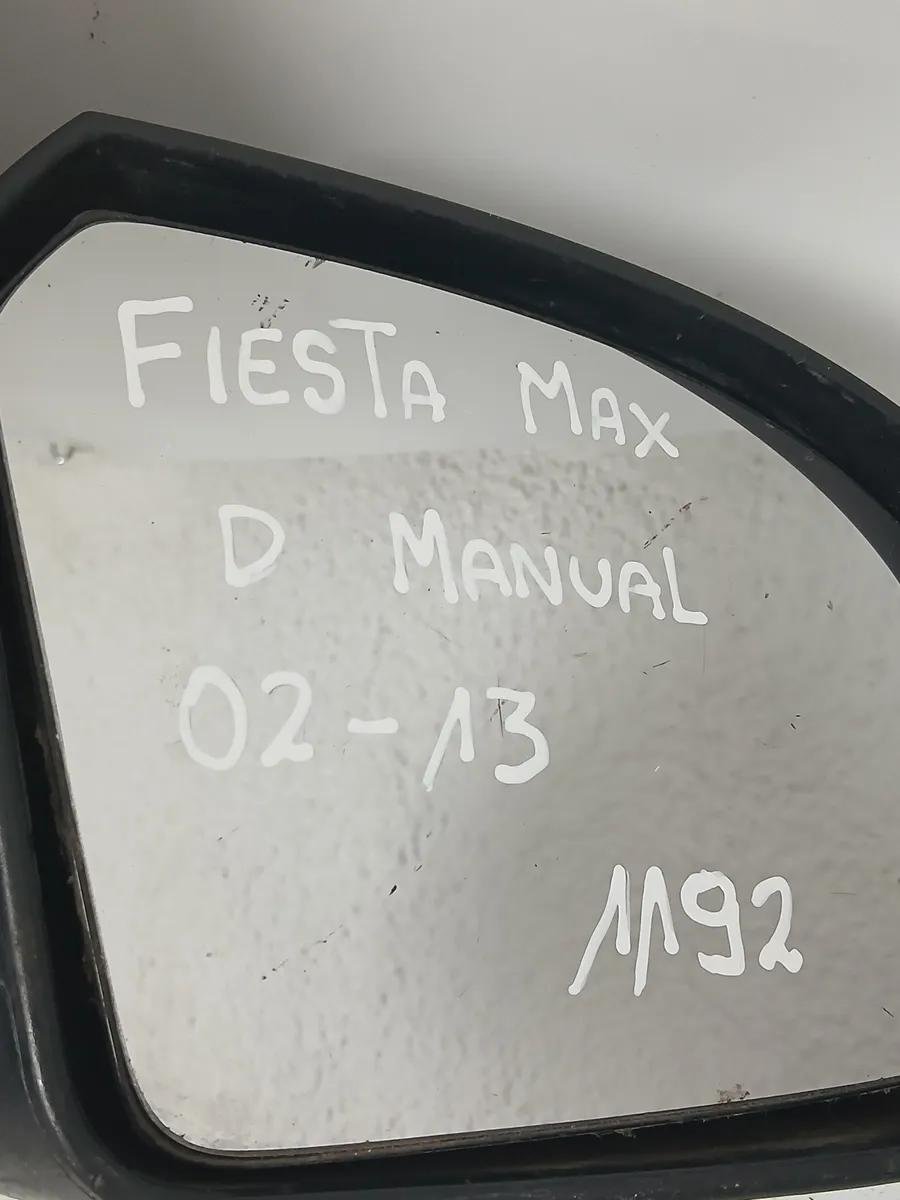 FIESTA MAX
D MANUAL
02-13
1192